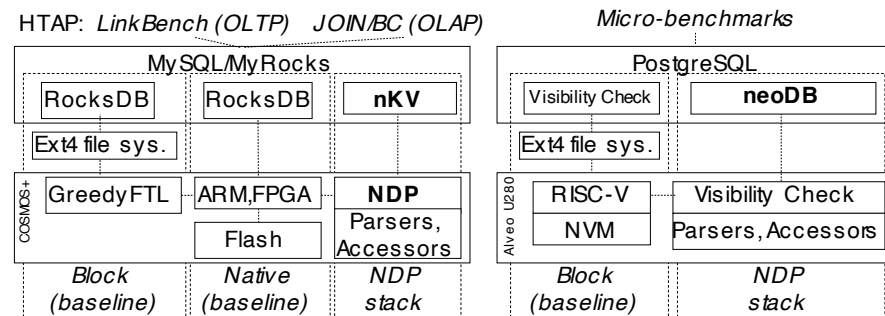 HTAP: LinkBench (OLTP) JOIN/BC (OLAP)
Micro-benchmarks
MySQL/MyRocks
PostgreSQL
RocksDB RocksDB nKV
Visibility Check neoDB
Ext4 file sys.
Ext4 file sys.
COSMOS+
GreedyFTL ARM,FPGA NDP
Flash Parsers, Accessors
Alveo U280
RISC-V Visibility Check
NVM Parsers, Accessors
Block (baseline) Native (baseline) NDP stack
Block (baseline) NDP stack